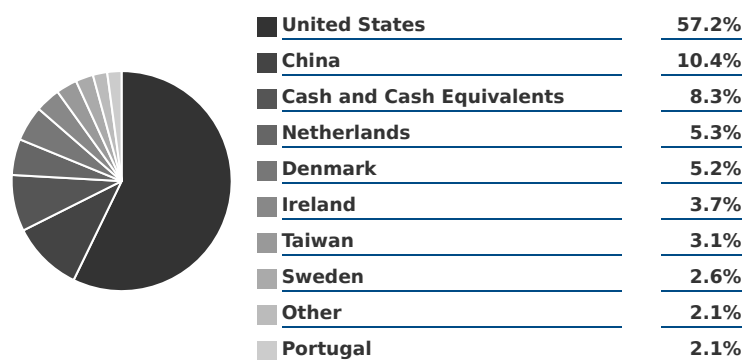 United States 57.2%
China 10.4%
Cash and Cash Equivalents 8.3%
Netherlands 5.3%
Denmark 5.2%
Ireland 3.7%
Taiwan 3.1%
Sweden 2.6%
Other 2.1%
Portugal 2.1%